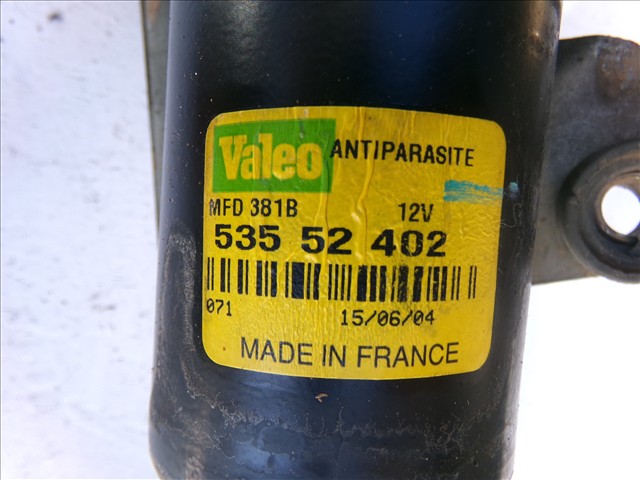 Valeo ANTIPARASITE
MFD 381B 12V
535 52 402
071 15/06/04
MADE IN FRANCE